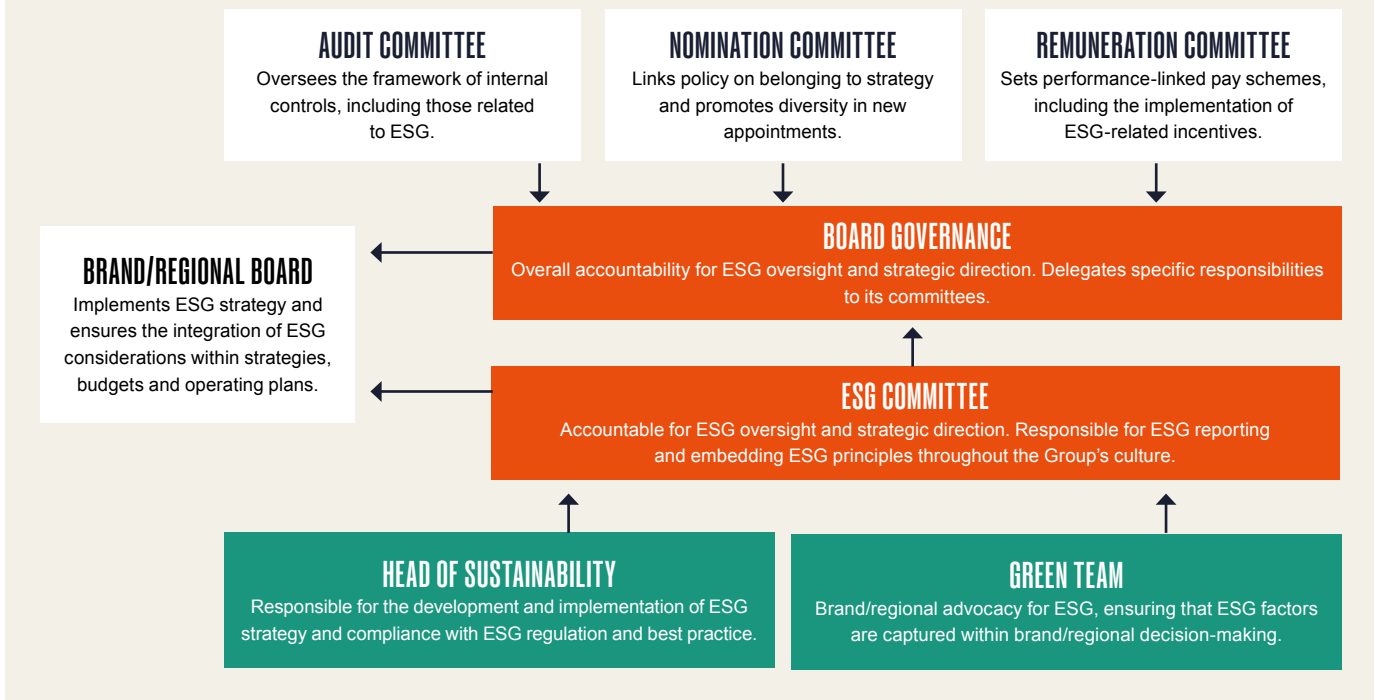 AUDIT COMMITTEE
Oversees the framework of internal
controls, including those related
to ESG.
NOMINATION COMMITTEE
Links policy on belonging to strategy
and promotes diversity in new
appointments.
REMUNERATION COMMITTEE
Sets performance-linked pay schemes,
including the implementation of
ESG-related incentives.
BOARD GOVERNANCE
Overall accountability for ESG oversight and strategic direction. Delegates specific responsibilities
to its committees.
BRAND/REGIONAL BOARD
Implements ESG strategy and
ensures the integration of ESG
considerations within strategies,
budgets and operating plans.
ESG COMMITTEE
Accountable for ESG oversight and strategic direction. Responsible for ESG reporting
and embedding ESG principles throughout the Group's culture.
HEAD OF SUSTAINABILITY
Responsible for the development and implementation of ESG
strategy and compliance with ESG regulation and best practice.
GREEN TEAM
Brand/regional advocacy for ESG, ensuring that ESG factors
are captured within brand/regional decision-making.